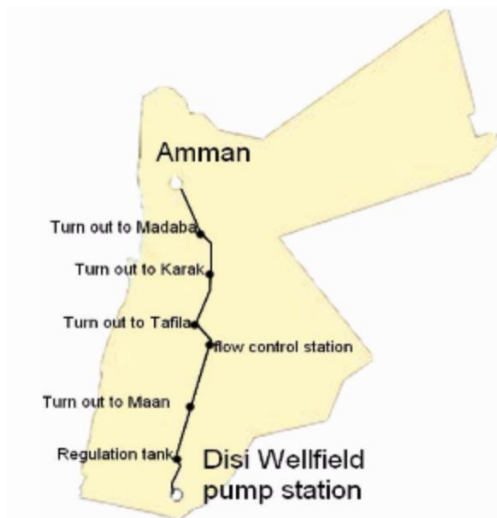 Amman
Turn out to Madaba
Turn out to Karak
Turn out to Tafila
flow control station
Turn out to Maan
Regulation tank
Disi Wellfield
pump station